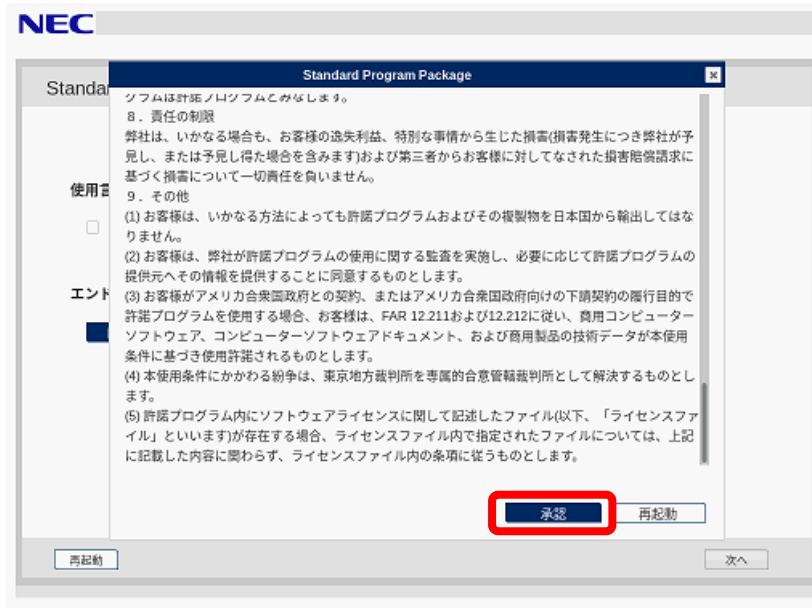 NEC
Standa
Standard Program Package
グラムは許諾プログラムとみなします。
8．責任の制限
弊社は、いかなる場合も、お客様の逸失利益、特別な事情から生じた損害(損害発生につき弊社が予
見し、または予見し得た場合を含みます)および第三者からお客様に対してなされた損害賠償請求に
基づく損害について一切責任を負いません。
9．その他
(1) お客様は、いかなる方法によっても許諾プログラムおよびその複製物を日本国から輸出してはな
りません。
(2) お客様は、弊社が許諾プログラムの使用に関する監査を実施し、必要に応じて許諾プログラムの
提供元へその情報を提供することに同意するものとします。
(3) お客様がアメリカ合衆国政府との契約、またはアメリカ合衆国政府向けの下請契約の履行目的で
許諾プログラムを使用する場合、お客様は、FAR 12.211および12.212に従い、商用コンピューター
ソフトウェア、コンピューターソフトウェアドキュメント、および商用製品の技術データが本使用
条件に基づき使用許諾されるものとします。
(4) 本使用条件にかかわる紛争は、東京地方裁判所を専属的合意管轄裁判所として解決するものとし
ます。
(5) 許諾プログラム内にソフトウェアライセンスに関して記述したファイル(以下、「ライセンスファ
イル」といいます)が存在する場合、ライセンスファイル内で指定されたファイルについては、上記
に記載した内容に関わらず、ライセンスファイル内の条項に従うものとします。
使用言
エンド
承認
再起動
再起動
次へ